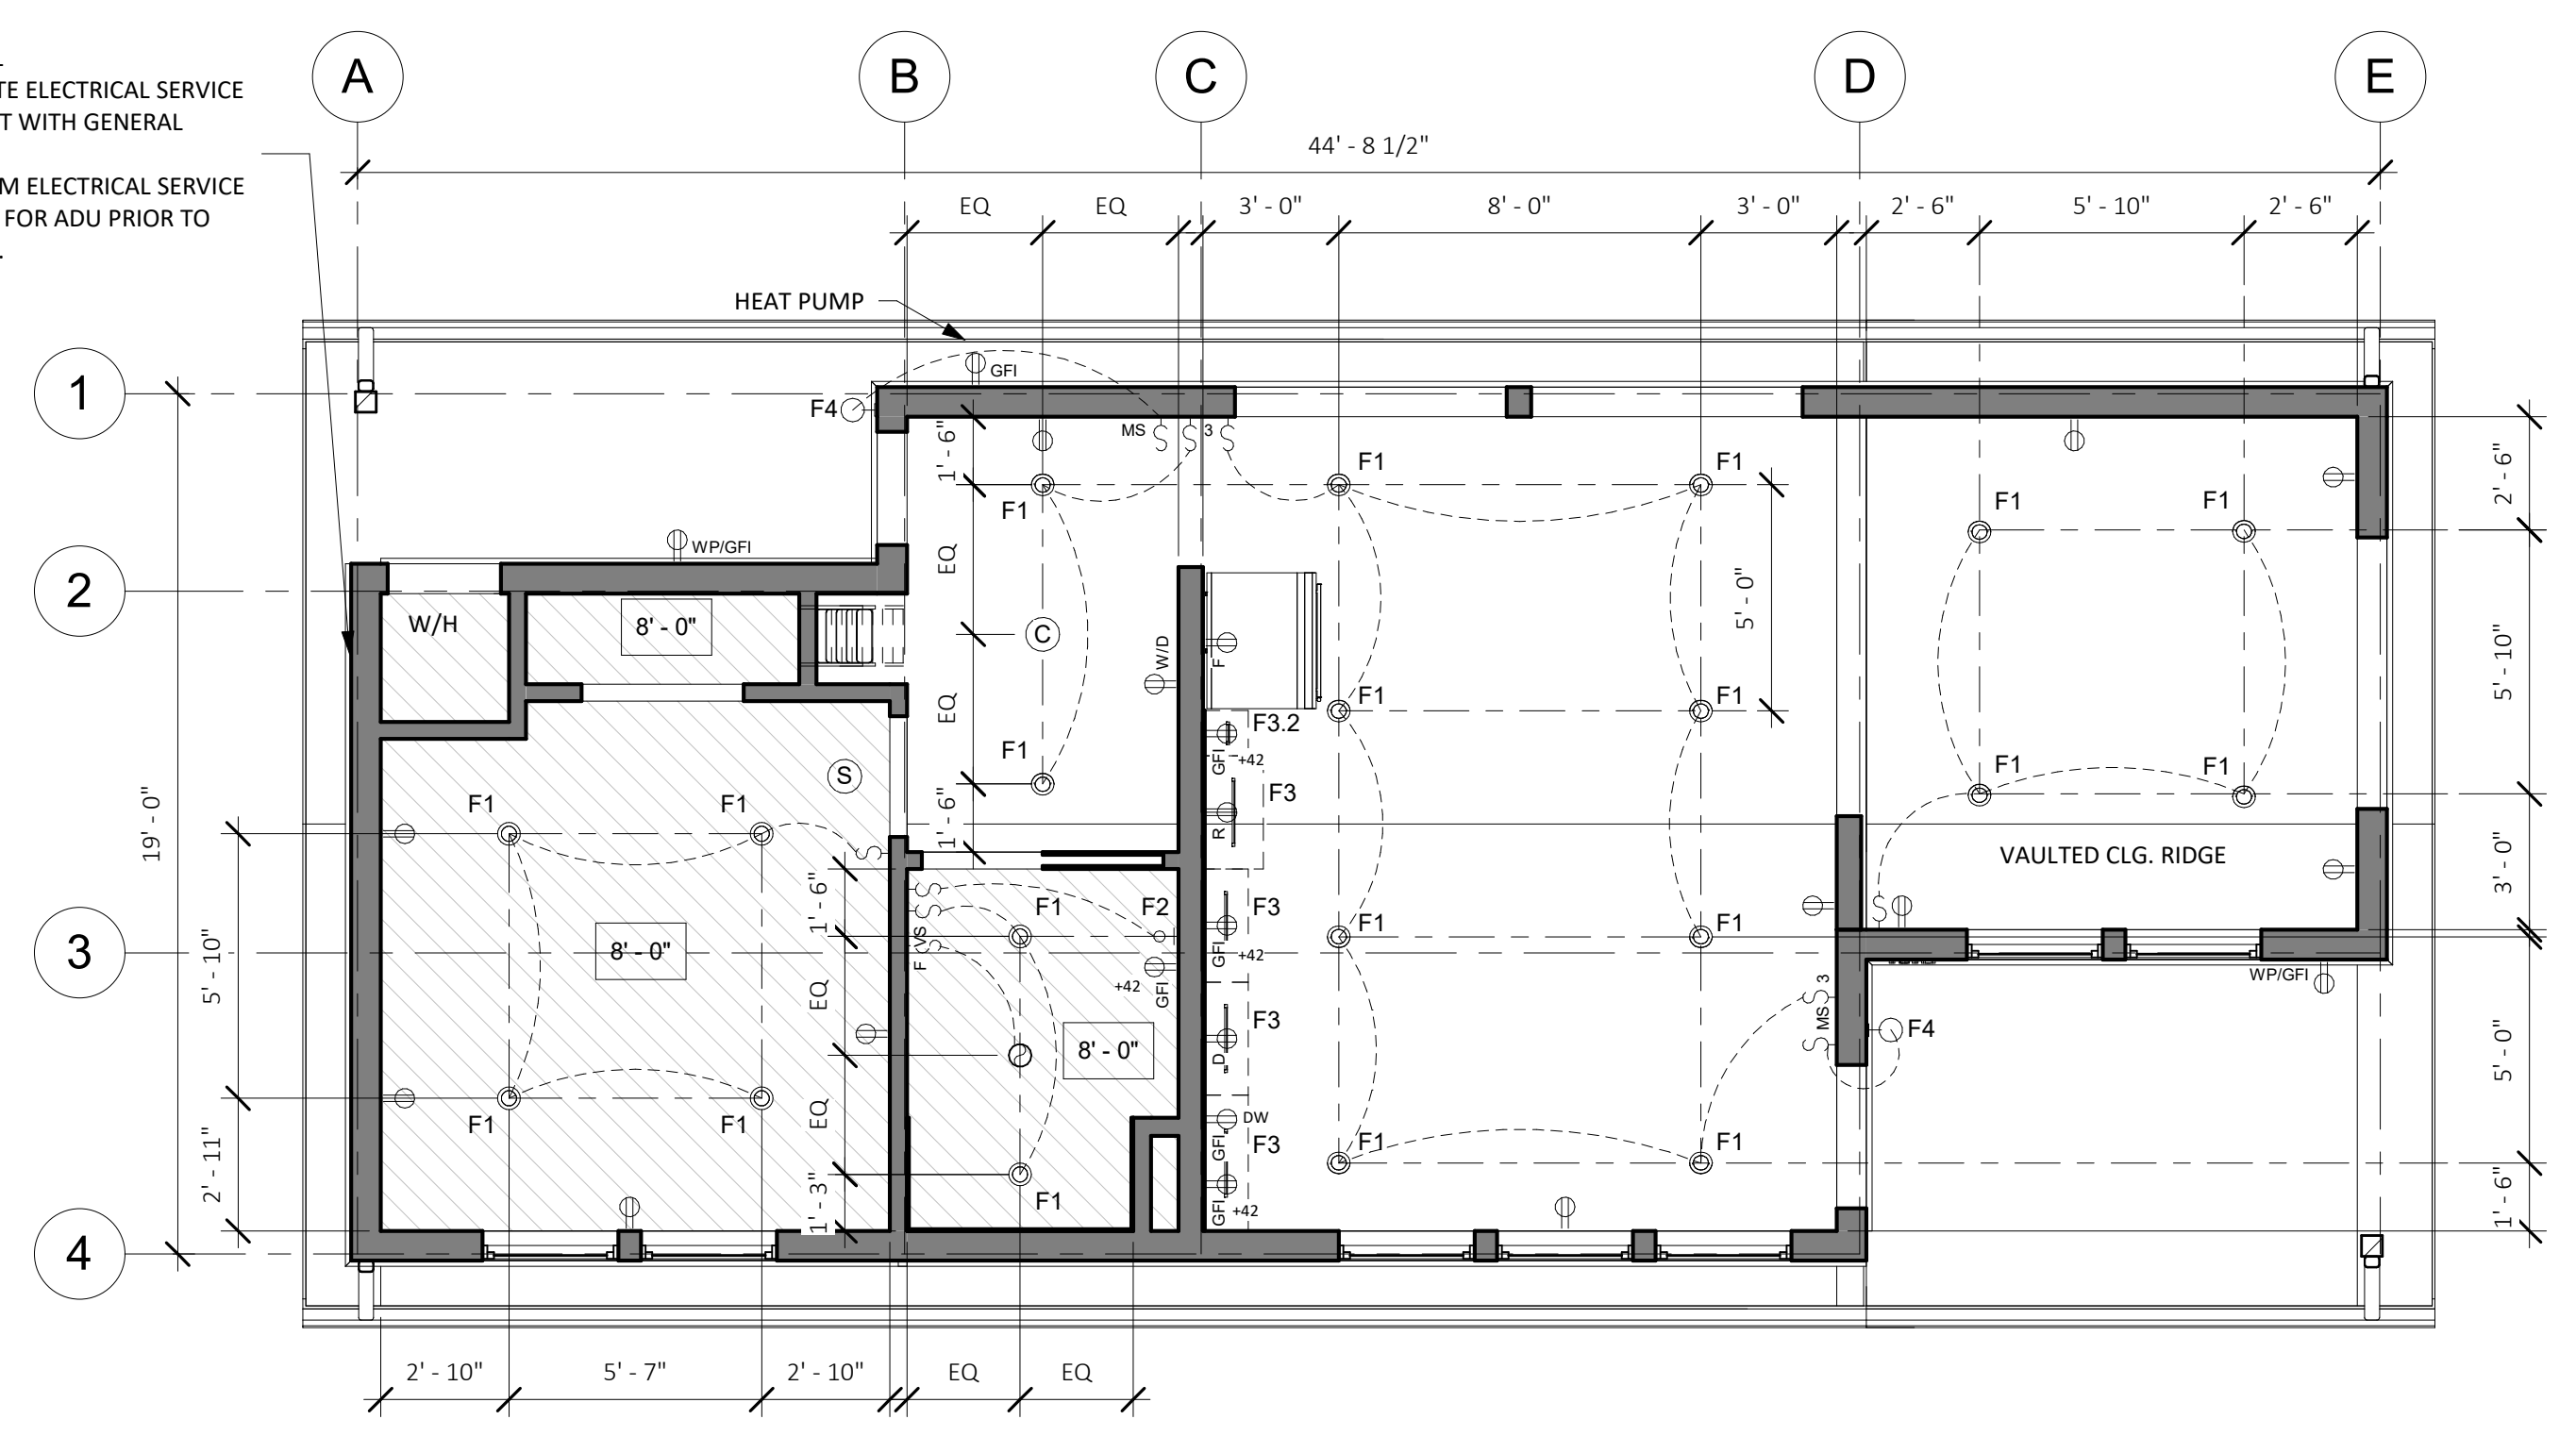 A
B
C
D
E
TE ELECTRICAL SERVICE
T WITH GENERAL
M ELECTRICAL SERVICE
FOR ADU PRIOR TO
44' - 8 1/2"
EQ
EQ
3' - 0"
8' - 0"
3' - 0"
2' - 6"
5' - 10"
2' - 6"
HEAT PUMP
GFI
F4
1
MS
3
1' - 6"
F1
F1
F1
F1
F1
2' - 6"
WP/GFI
EQ
2
W/H
8' - 0"
C
W/D
F
5' - 0"
5' - 10"
EQ
F1
F1
F1
F3.2
GFI
+42
S
F1
F1
F1
F1
F3
R
19' - 0"
1' - 6"
VAULTED CLG. RIDGE
3' - 0"
1' - 6"
F1
F2
F3
F1
F1
VS
F
GFI
+42
3
8' - 0"
5' - 10"
EQ
+42
GFI
WP/GFI
3
MS
F3
F4
8' - 0"
D
5' - 0"
F1
F1
EQ
DW
GFI
F3
F1
F1
2' - 11"
1' - 3"
F1
GFI
+42
1' - 6"
4
2' - 10"
5' - 7"
2' - 10"
EQ
EQ